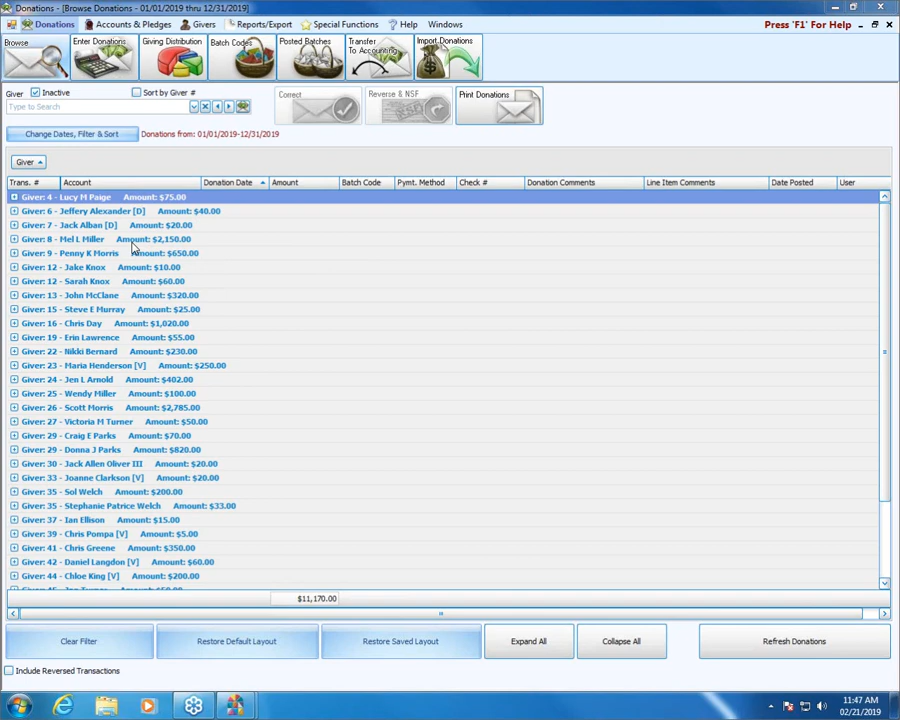 Donations - [Browse Donations - 01/01/2019 thru 12/31/2019]
Donations Accounts & Pledges Givers Reports/Export Special Functions Help Windows Press 'F1' For Help
Browse Enter Donations Giving Distribution Batch Codes Posted Batches Transfer To Accounting Import Donations
Giver Inactive Sort by Giver # Correct Reverse & NSF Print Donations
Type to Search
Change Dates, Filter & Sort Donations from: 01/01/2019-12/31/2019
Giver
Trans. # Account Donation Date Amount Batch Code Pymt. Method Check # Donation Comments Line Item Comments Date Posted User
Giver: 4 - Lucy M Paige Amount: $75.00
Giver: 6 - Jeffery Alexander [D] Amount: $40.00
Giver: 7 - Jack Alban [D] Amount: $20.00
Giver: 8 - Mel L Miller Amount: $2,150.00
Giver: 9 - Penny K Morris Amount: $650.00
Giver: 12 - Jake Knox Amount: $10.00
Giver: 12 - Sarah Knox Amount: $60.00
Giver: 13 - John McClane Amount: $320.00
Giver: 15 - Steve E Murray Amount: $25.00
Giver: 16 - Chris Day Amount: $1,020.00
Giver: 19 - Erin Lawrence Amount: $55.00
Giver: 22 - Nikki Bernard Amount: $230.00
Giver: 23 - Maria Henderson [V] Amount: $250.00
Giver: 24 - Jen L Arnold Amount: $402.00
Giver: 25 - Wendy Miller Amount: $100.00
Giver: 26 - Scott Morris Amount: $2,785.00
Giver: 27 - Victoria M Turner Amount: $50.00
Giver: 29 - Craig E Parks Amount: $70.00
Giver: 29 - Donna J Parks Amount: $820.00
Giver: 30 - Jack Allen Oliver III Amount: $20.00
Giver: 33 - Joanne Clarkson [V] Amount: $20.00
Giver: 35 - Sol Welch Amount: $200.00
Giver: 35 - Stephanie Patrice Welch Amount: $33.00
Giver: 37 - Ian Ellison Amount: $15.00
Giver: 39 - Chris Pompa [V] Amount: $5.00
Giver: 41 - Chris Greene Amount: $350.00
Giver: 42 - Daniel Langdon [V] Amount: $60.00
Giver: 44 - Chloe King [V] Amount: $200.00
$11,170.00
Clear Filter Restore Default Layout Restore Saved Layout Expand All Collapse All Refresh Donations
Include Reversed Transactions
11:47 AM
02/21/2019